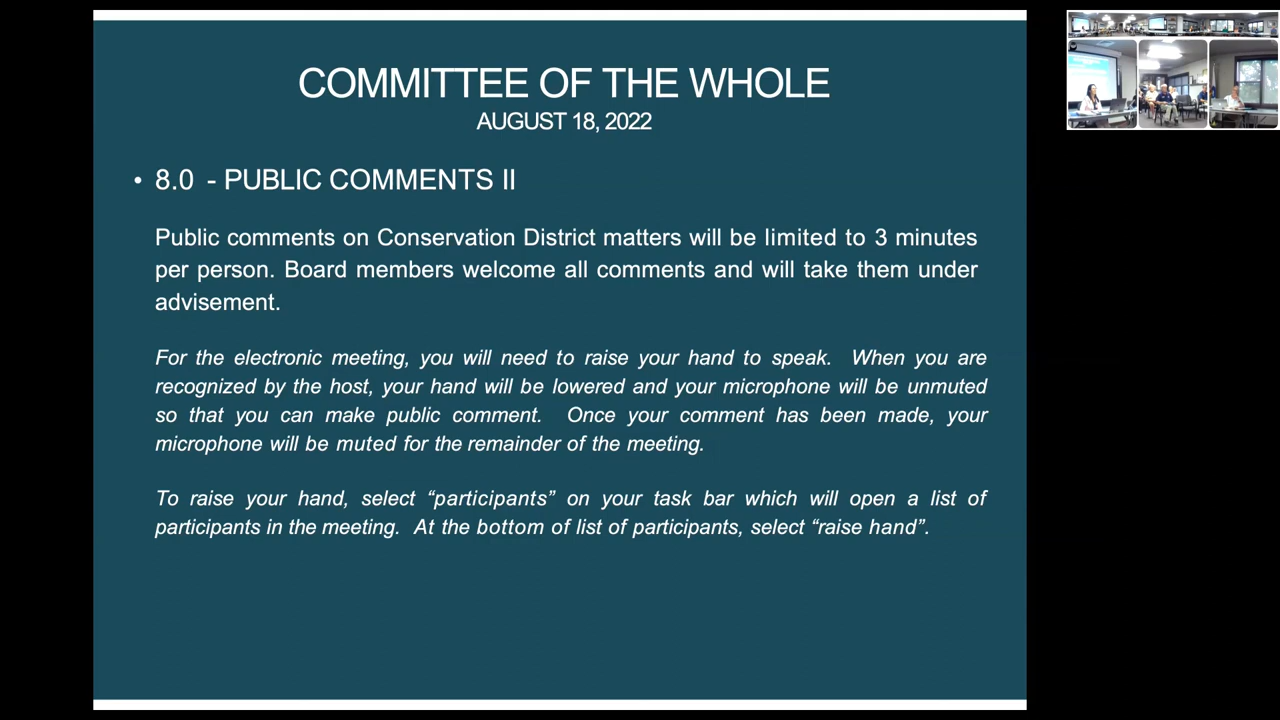 COMMITTEE OF THE WHOLE
AUGUST 18, 2022
• 8.0 - PUBLIC COMMENTS II
Public comments on Conservation District matters will be limited to 3 minutes
per person. Board members welcome all comments and will take them under
advisement.
For the electronic meeting, you will need to raise your hand to speak. When you are
recognized by the host, your hand will be lowered and your microphone will be unmuted
so that you can make public comment. Once your comment has been made, your
microphone will be muted for the remainder of the meeting.
To raise your hand, select “participants” on your task bar which will open a list of
participants in the meeting. At the bottom of list of participants, select “raise hand”.